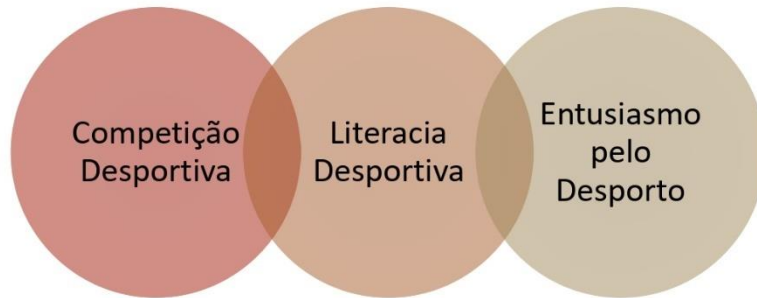 Competição
Desportiva
Literacia
Desportiva
Entusiasmo
pelo
Desporto